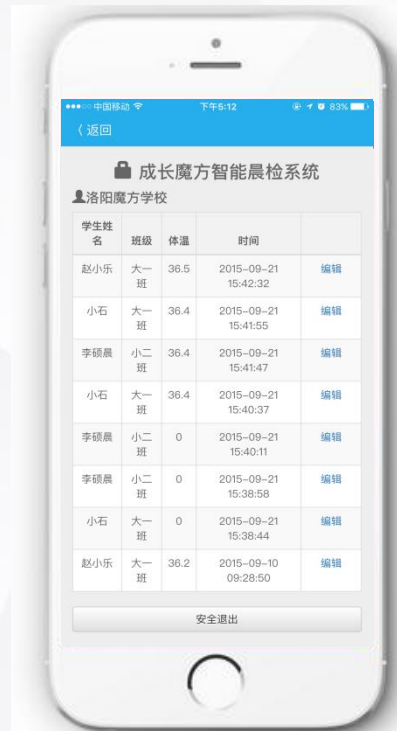 中国移动 下午5:12 83%
〈 返回
成长魔方智能晨检系统
洛阳魔方学校
学生姓
名 班级 体温 时间
赵小乐 大一
班 36.5 2015-09-21
15:42:32 编辑
小石 大一
班 36.4 2015-09-21
15:41:55 编辑
李硕晨 小二
班 36.4 2015-09-21
15:41:47 编辑
小石 大一
班 36.4 2015-09-21
15:40:37 编辑
李硕晨 小二
班 0 2015-09-21
15:40:11 编辑
李硕晨 小二
班 0 2015-09-21
15:38:58 编辑
小石 大一
班 0 2015-09-21
15:38:44 编辑
赵小乐 大一
班 36.2 2015-09-10
09:28:50 编辑
安全退出